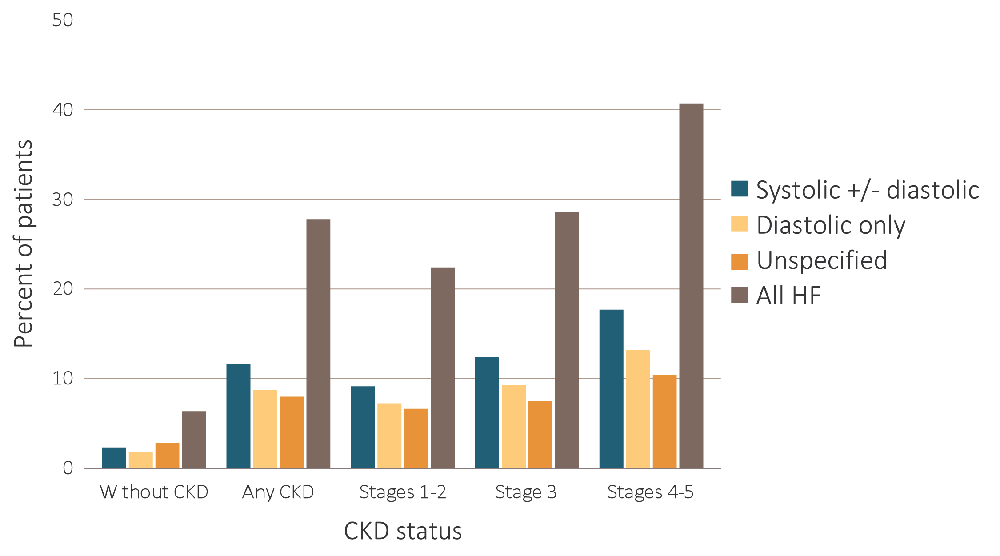 50
40
30
20
10
0
Percent of patients
Without CKD
Any CKD
Stages 1-2
Stage 3
Stages 4-5
CKD status
Systolic +/- diastolic
Diastolic only
Unspecified
All HF